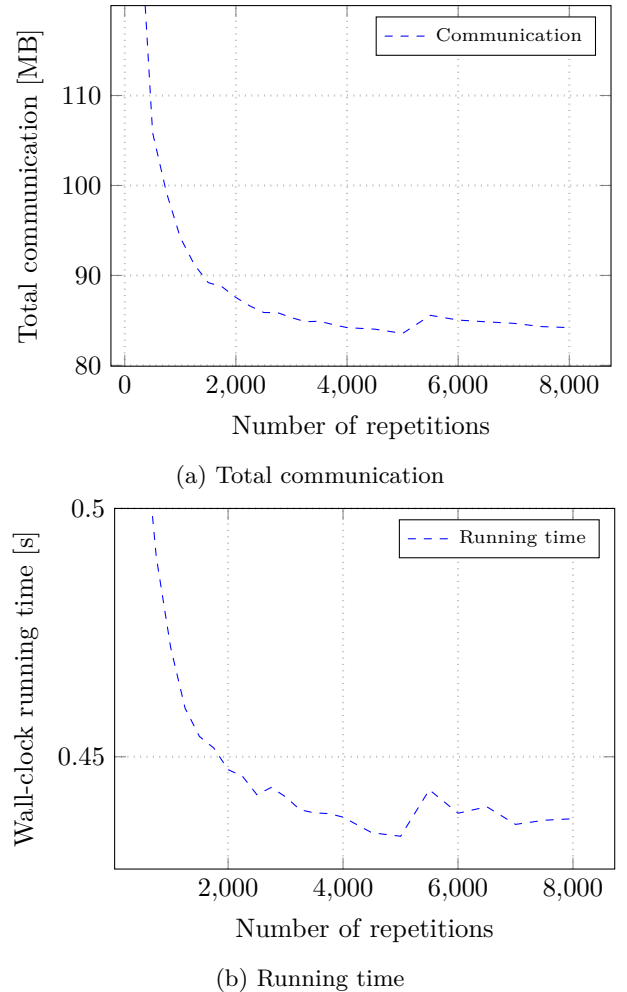 Communication
110
100
90
80
Total communication [MB]
0
2,000
4,000
6,000
8,000
Number of repetitions
(a) Total communication
Running time
0.5
0.45
Wall-clock running time [s]
2,000
4,000
6,000
8,000
Number of repetitions
(b) Running time